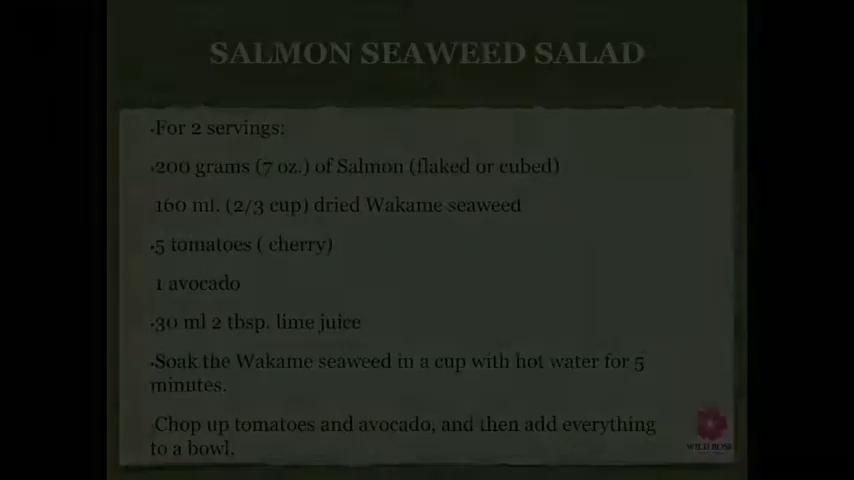 SALMON SEAWEED SALAD
•For 2 servings:
•200 grams (7 oz.) of Salmon (flaked or cubed)
160 ml. (2/3 cup) dried Wakame seaweed
•5 tomatoes ( cherry)
1 avocado
•30 ml 2 tbsp. lime juice
•Soak the Wakame seaweed in a cup with hot water for 5
minutes.
Chop up tomatoes and avocado, and then add everything
to a bowl.
WILD ROSE